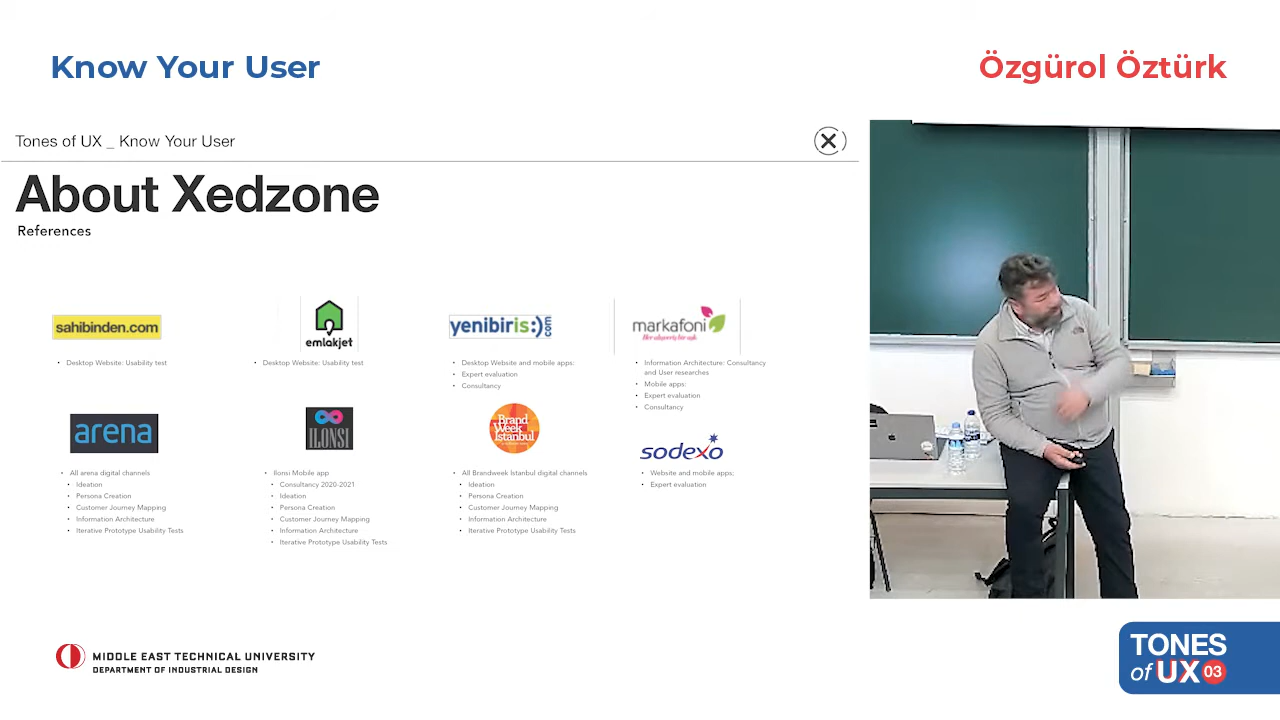 Know Your User
Özgürol Öztürk
Tones of UX _ Know Your User
About Xedzone
References
sahibinden.com
• Desktop Website: Usability test
emlakjet
• Desktop Website: Usability test
yenibiris:) com
• Desktop Website and mobile apps:
• Expert evaluation
• Consultancy
markafoni
Her alışveriş bir aşk
• Information Architecture: Consultancy
and User researches
• Mobile apps:
• Expert evaluation
• Consultancy
arena
• All arena digital channels
• Ideation
• Persona Creation
• Customer Journey Mapping
• Information Architecture
• Iterative Prototype Usability Tests
ILONSI
• Ilonsi Mobile app
• Consultancy 2020-2021
• Ideation
• Persona Creation
• Customer Journey Mapping
• Information Architecture
• Iterative Prototype Usability Tests
Brand
Week
Istanbul
• All Brandweek Istanbul digital channels
• Ideation
• Persona Creation
• Customer Journey Mapping
• Information Architecture
• Iterative Prototype Usability Tests
sodexo
• Website and mobile apps:
• Expert evaluation
MIDDLE EAST TECHNICAL UNIVERSITY
DEPARTMENT OF INDUSTRIAL DESIGN
TONES
of UX 03